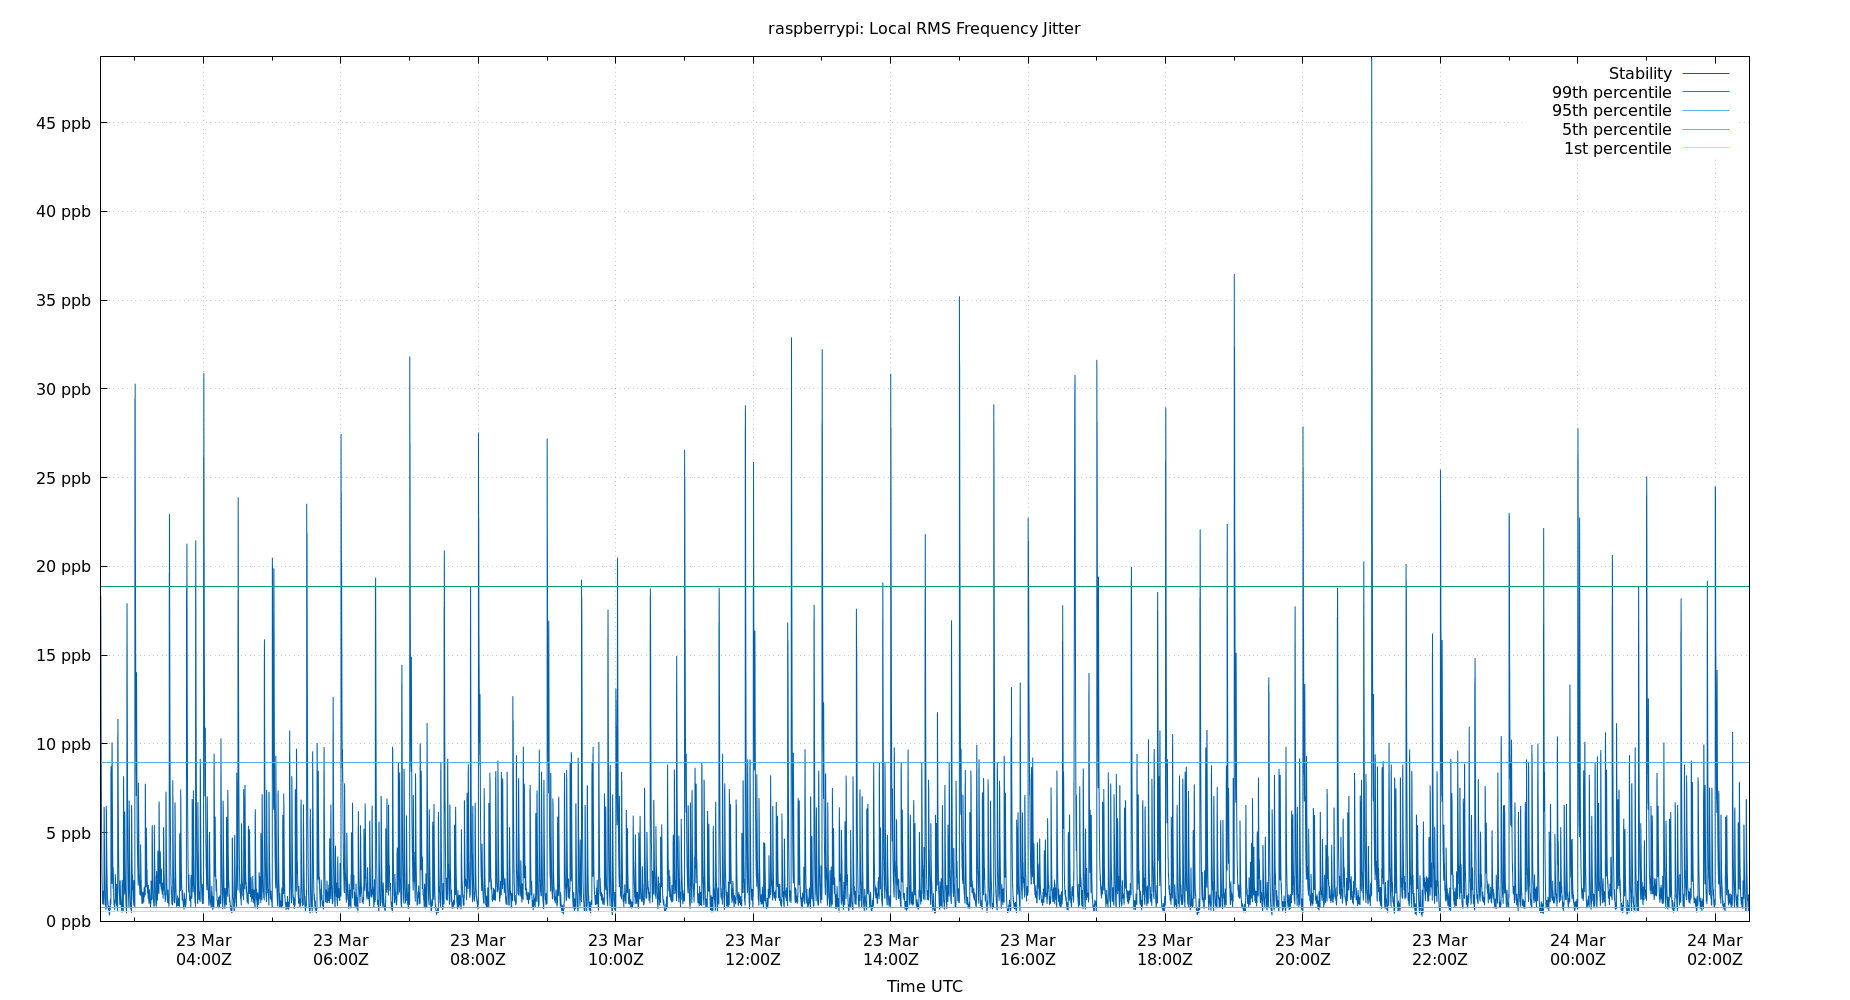 raspberrypi: Local RMS Frequency Jitter
Stability
99th percentile
95th percentile
5th percentile
1st percentile
45 ppb
40 ppb
35 ppb
30 ppb
25 ppb
20 ppb
15 ppb
10 ppb
5 ppb
0 ppb
23 Mar 23 Mar 23 Mar 23 Mar 23 Mar 23 Mar 23 Mar 23 Mar 23 Mar 23 Mar 24 Mar 24 Mar
04:00Z 06:00Z 08:00Z 10:00Z 12:00Z 14:00Z 16:00Z 18:00Z 20:00Z 22:00Z 00:00Z 02:00Z
Time UTC